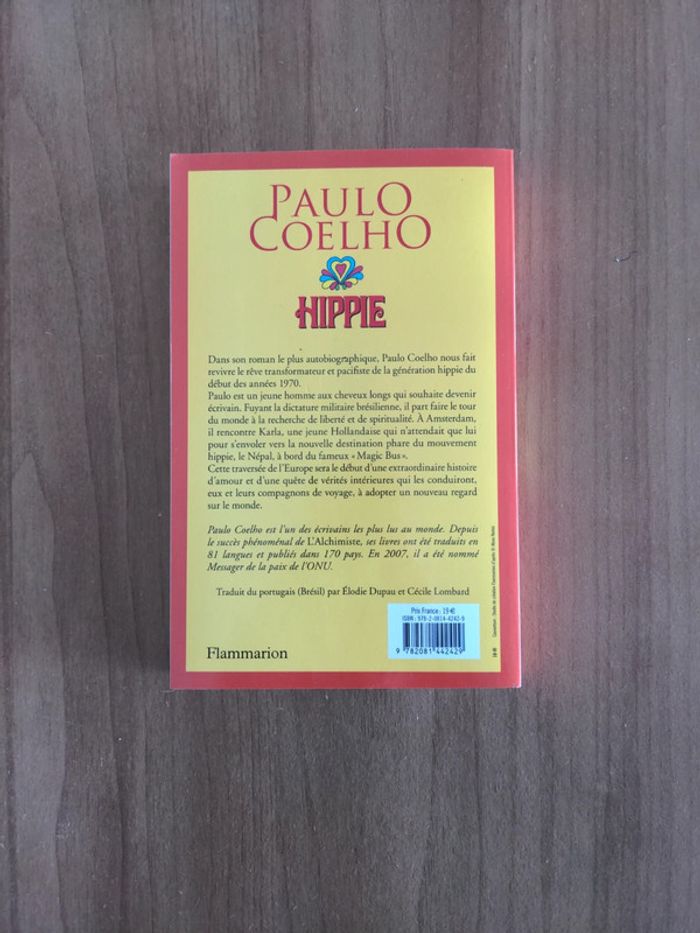 PAULO
COELHO
HIPPIE
Dans son roman le plus autobiographique, Paulo Coelho nous fait
revivre le rêve transformateur et pacifiste de la génération hippie du
début des années 1970.
Paulo est un jeune homme aux cheveux longs qui souhaite devenir
écrivain. Fuyant la dictature militaire brésilienne, il part faire le tour
du monde à la recherche de liberté et de spiritualité. À Amsterdam,
il rencontre Karla, une jeune Hollandaise qui n'attendait que lui
pour s'envoler vers la nouvelle destination phare du mouvement
hippie, le Népal, à bord du fameux « Magic Bus ».
Cette traversée de l'Europe sera le début d'une extraordinaire histoire
d'amour et d'une quête de vérités intérieures qui les conduiront,
eux et leurs compagnons de voyage, à adopter un nouveau regard
sur le monde.
Paulo Coelho est l'un des écrivains les plus lus au monde. Depuis
le succès phénoménal de L'Alchimiste, ses livres ont été traduits en
81 langues et publiés dans 170 pays. En 2007, il a été nommé
Messager de la paix de l'ONU.
Traduit du portugais (Brésil) par Élodie Dupau et Cécile Lombard
Prix France : 19 €
ISBN : 978-2-0814-4242-9
9 782081 442429
Flammarion